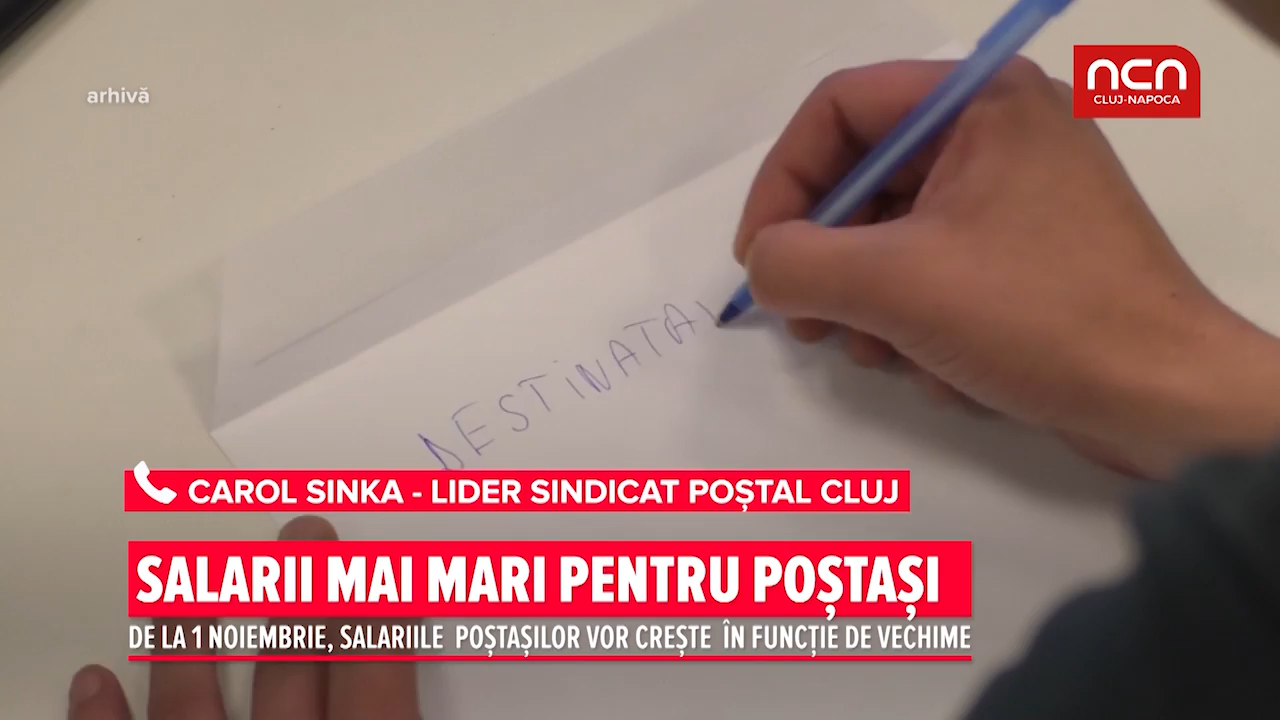 arhivă
ncn
CLUJ-NAPOCA
DESTINATA
CAROL SINKA - LIDER SINDICAT POȘTAL CLUJ
SALARII MAI MARI PENTRU POȘTAȘI
DE LA 1 NOIEMBRIE, SALARIILE POȘTAȘILOR VOR CREȘTE ÎN FUNCȚIE DE VECHIME